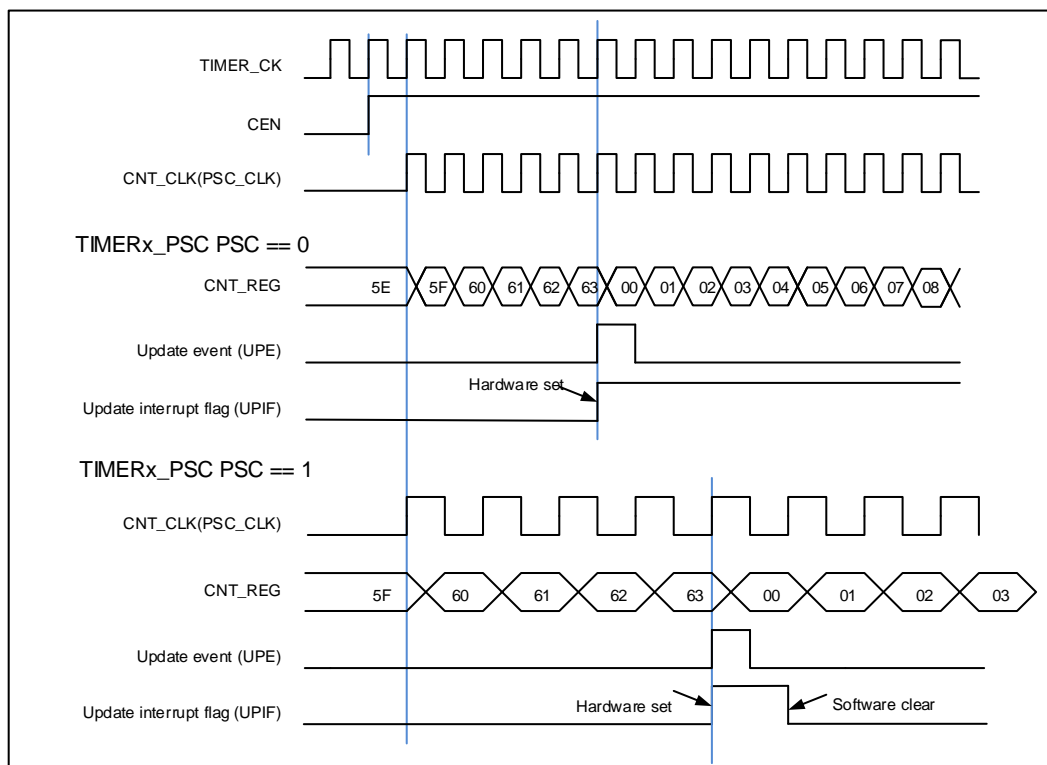 TIMER_CK
CEN
CNT_CLK(PSC_CLK)
TIMERx_PSC PSC == 0
CNT_REG 5E 5F 60 61 62 63 00 01 02 03 04 05 06 07 08
Update event (UPE)
Hardware set
Update interrupt flag (UPIF)
TIMERx_PSC PSC == 1
CNT_CLK(PSC_CLK)
CNT_REG 5F 60 61 62 63 00 01 02 03
Update event (UPE)
Update interrupt flag (UPIF) Hardware set Software clear